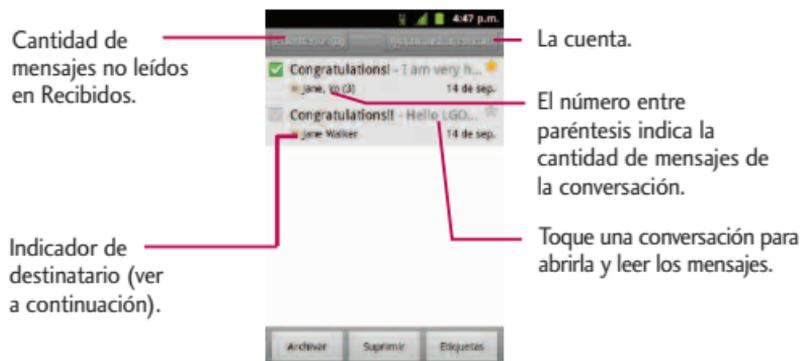 Cantidad de
mensajes no leídos
en Recibidos.
4:47 p.m.
La cuenta.
Congratulations! - I am very h...
Jane, Yo (3) 14 de sep.
Congratulations!! - Hello LGO...
Jane Walker 14 de sep.
El número entre
paréntesis indica la
cantidad de mensajes de
la conversación.
Toque una conversación para
abrirla y leer los mensajes.
Indicador de
destinatario (ver
a continuación).
Archivar Suprimir Etiquetas